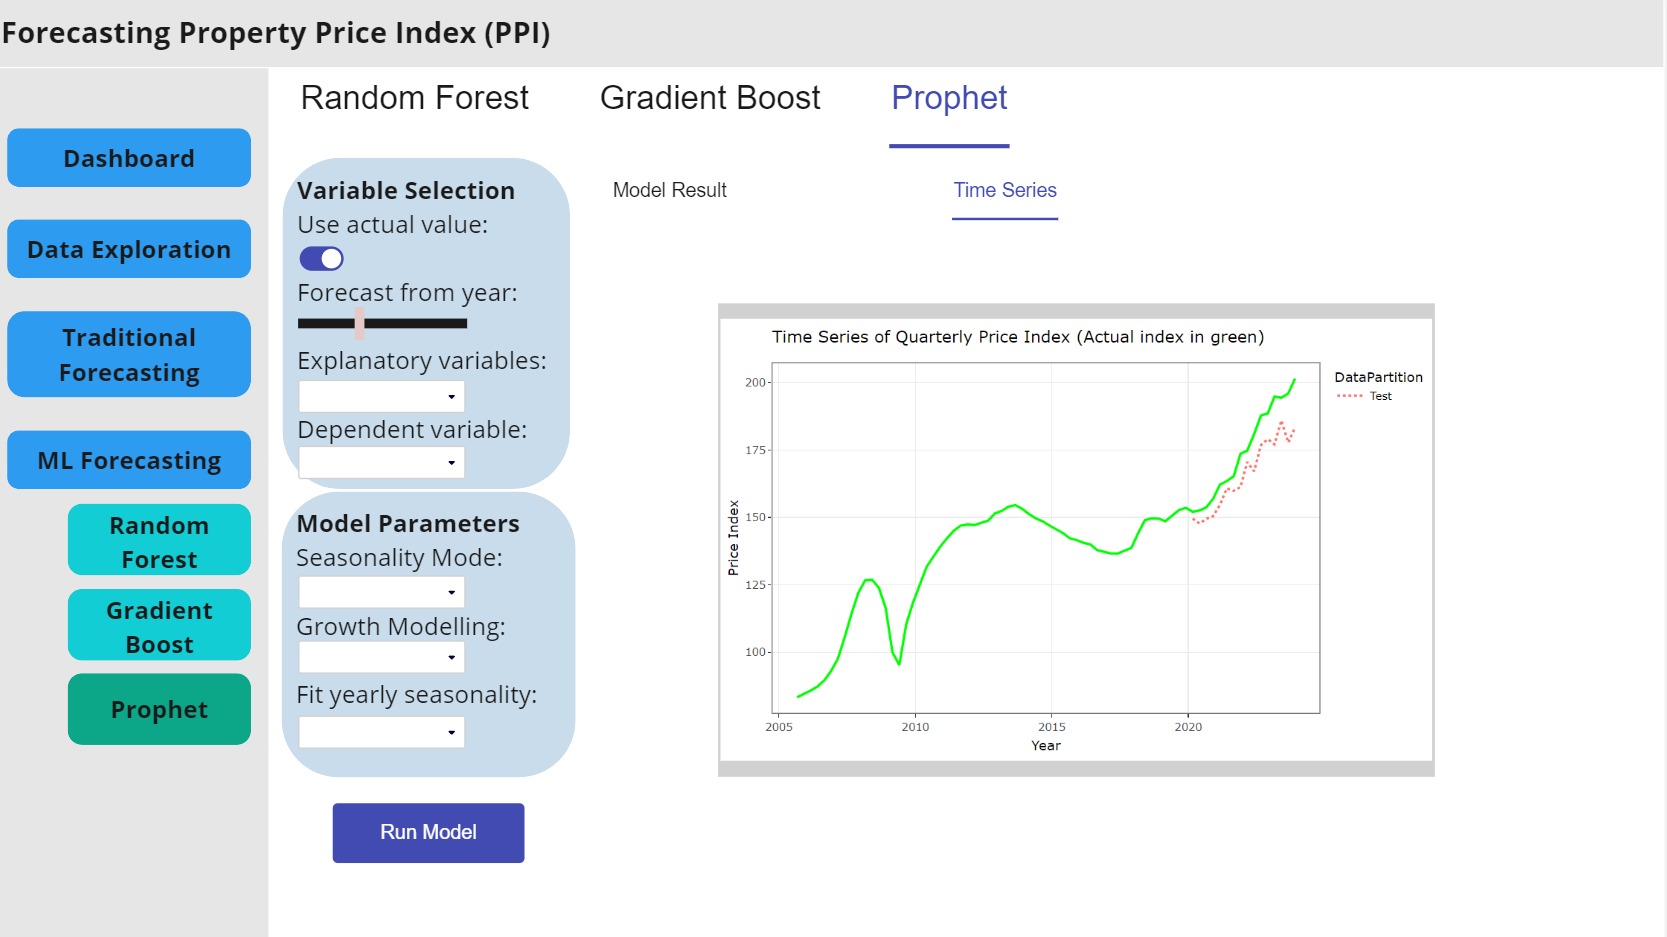 Forecasting Property Price Index (PPI)
Dashboard
Data Exploration
Traditional
Forecasting
ML Forecasting
Random
Forest
Gradient
Boost
Prophet
Random Forest
Gradient Boost
Prophet
Variable Selection
Use actual value:
Forecast from year:
Explanatory variables:
Dependent variable:
Model Parameters
Seasonality Mode:
Growth Modelling:
Fit yearly seasonality:
Run Model
Model Result
Time Series
Time Series of Quarterly Price Index (Actual index in green)
DataPartition
Test
Price Index
200
175
150
125
100
2005
2010
2015
2020
Year